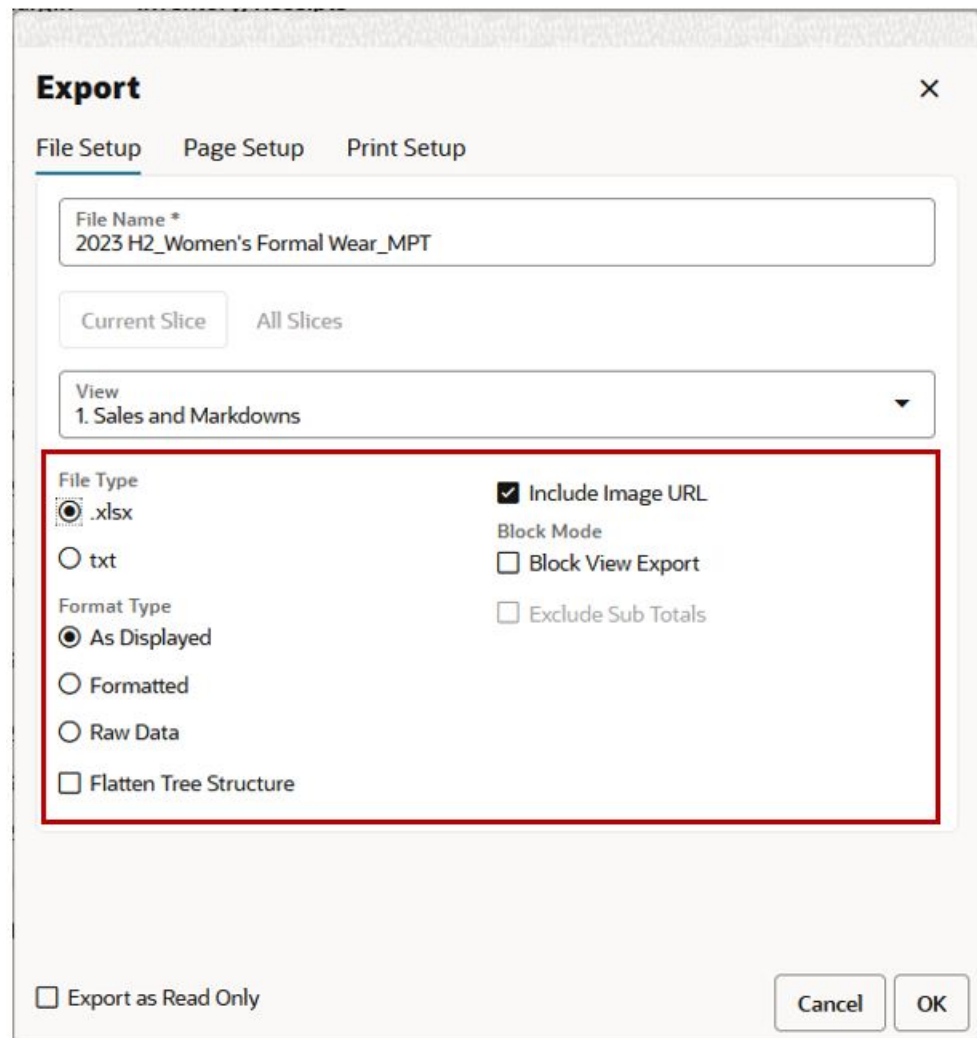 Export
File Setup Page Setup Print Setup
File Name *
2023 H2_Women's Formal Wear_MPT
Current Slice All Slices
View
1. Sales and Markdowns
File Type
.xlsx
txt
Format Type
As Displayed
Formatted
Raw Data
Flatten Tree Structure
Include Image URL
Block Mode
Block View Export
Exclude Sub Totals
Export as Read Only
Cancel OK